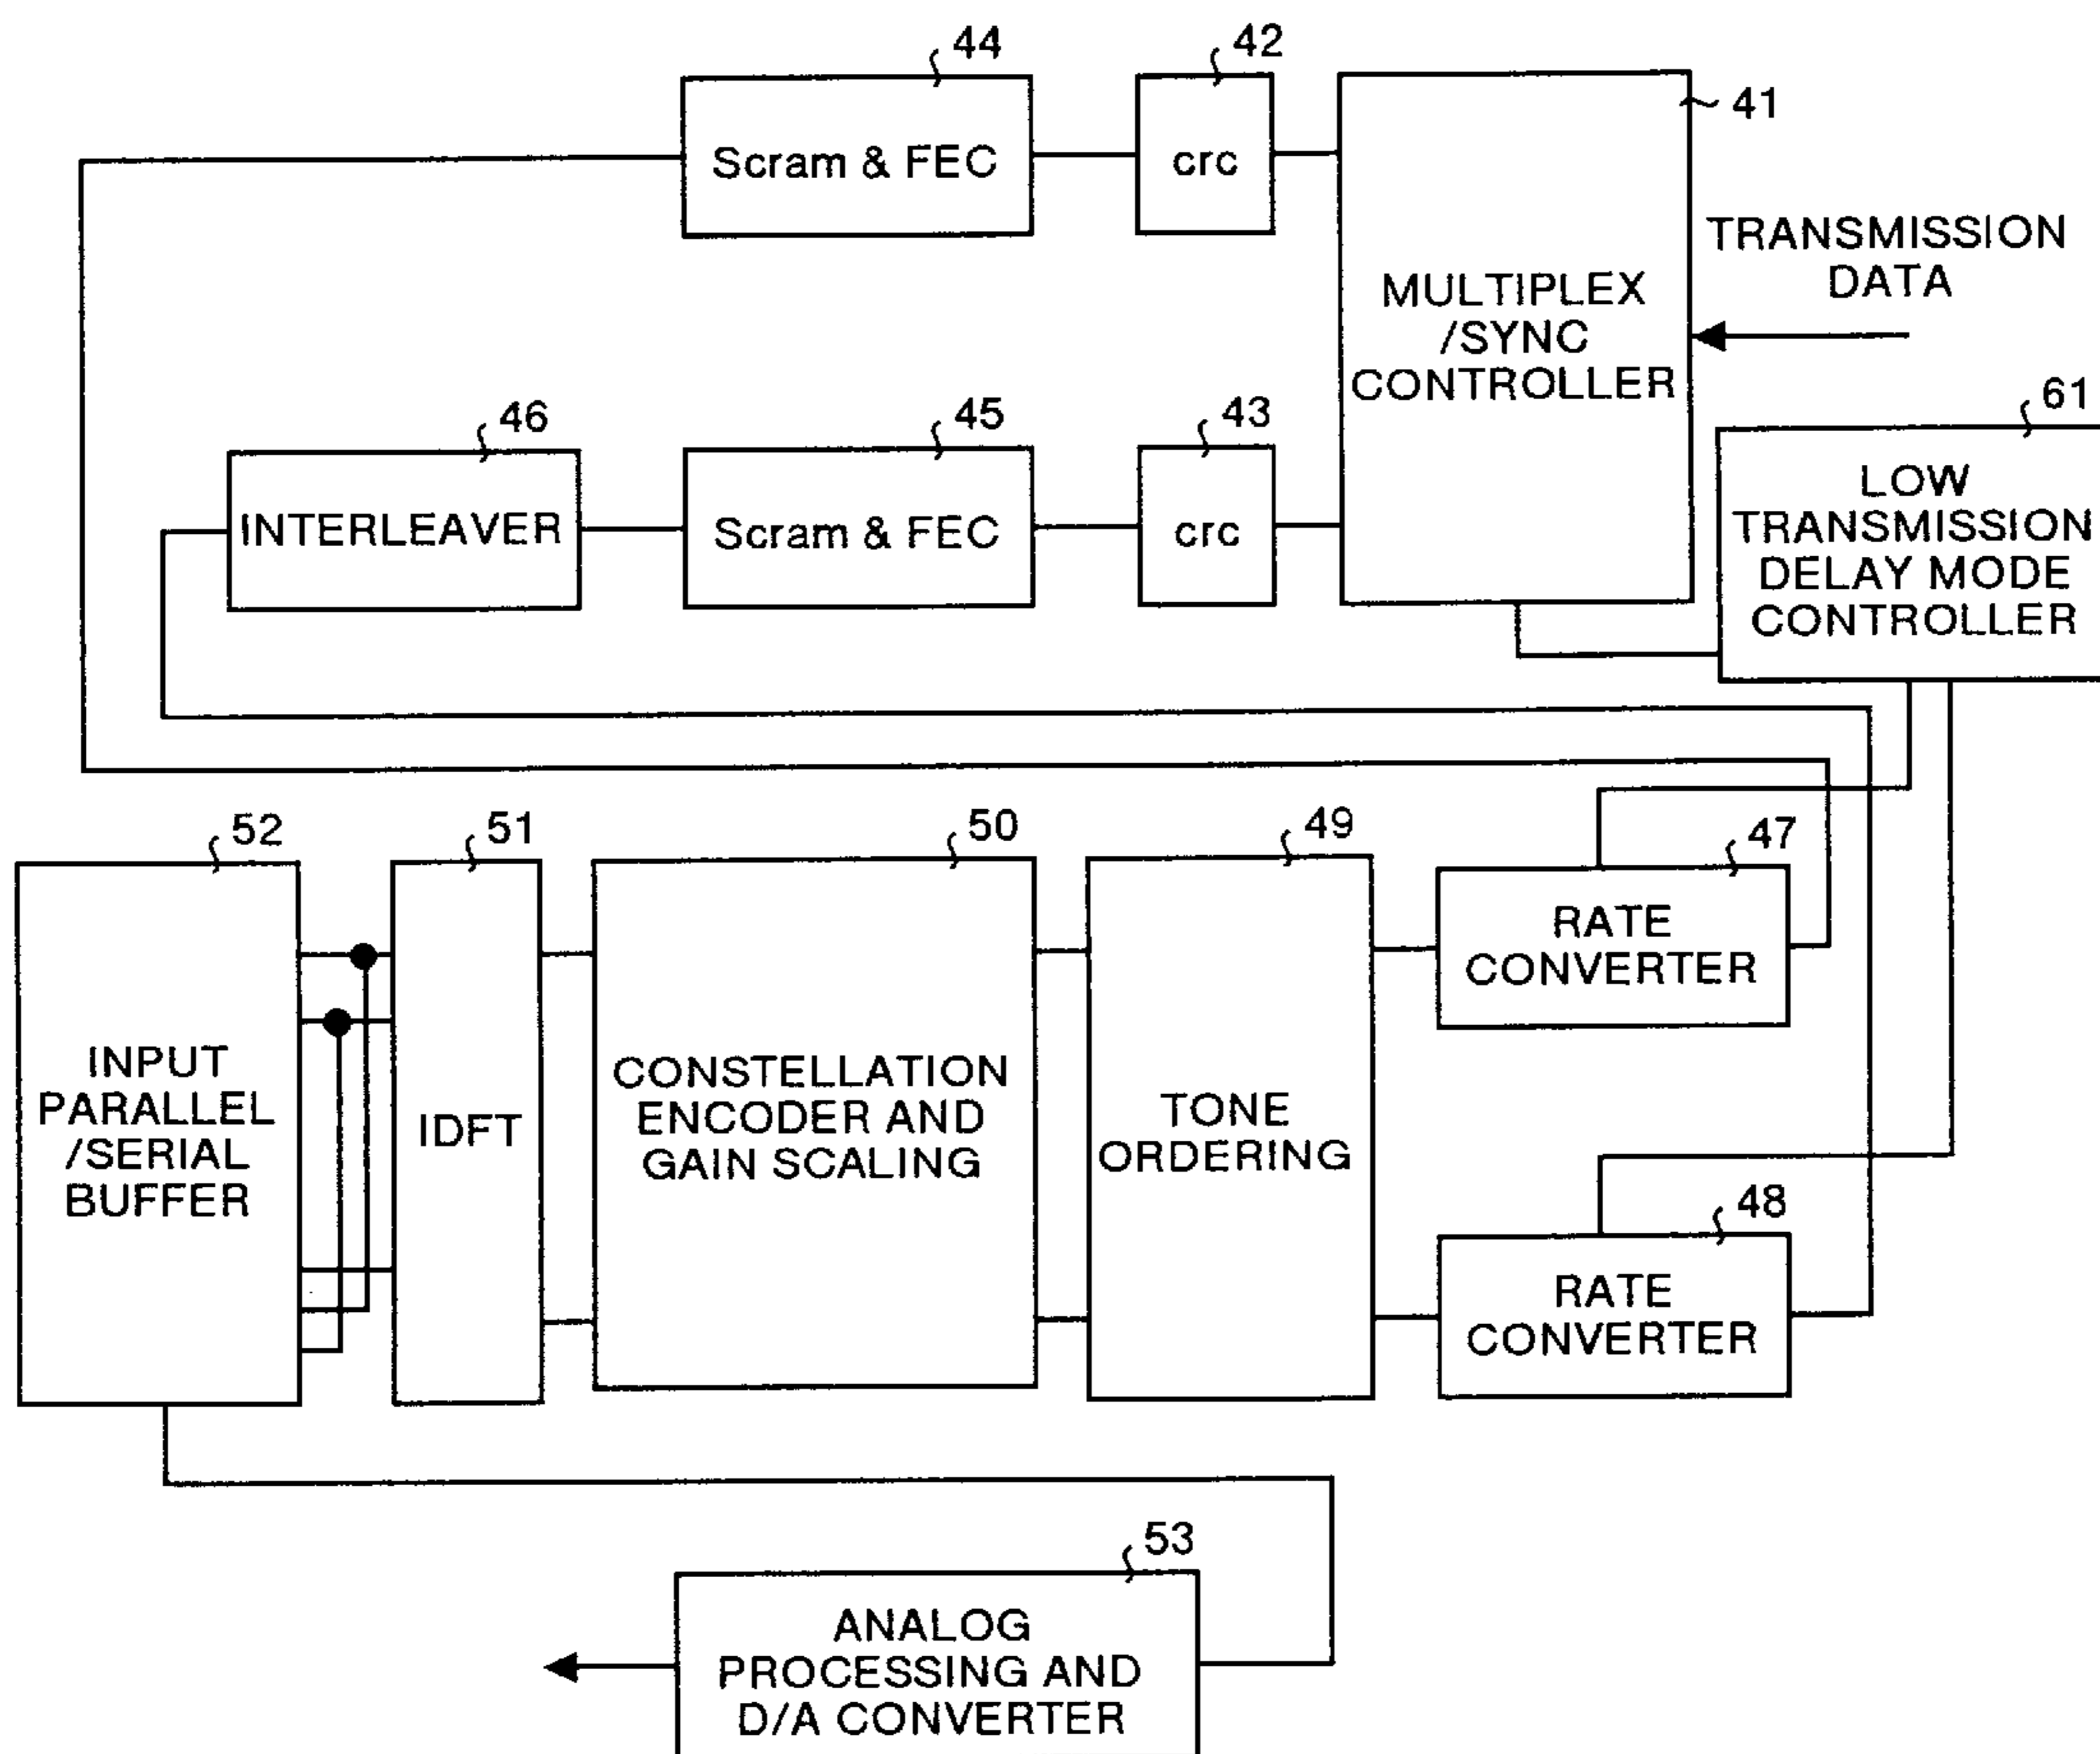 44
42
41
Scram & FEC
crc
TRANSMISSION
DATA
MULTIPLEX
/SYNC
CONTROLLER
61
46
45
43
LOW
TRANSMISSION
DELAY MODE
CONTROLLER
INTERLEAVER
Scram & FEC
crc
52
51
50
49
47
RATE
CONVERTER
INPUT
PARALLEL
/SERIAL
BUFFER
IDFT
CONSTELLATION
ENCODER AND
GAIN SCALING
TONE
ORDERING
48
RATE
CONVERTER
53
ANALOG
PROCESSING AND
D/A CONVERTER